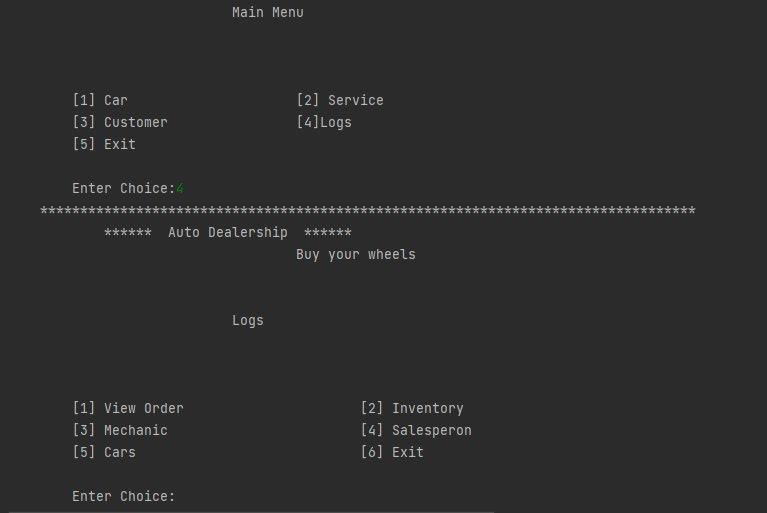 Main Menu
[1] Car [2] Service
[3] Customer [4]Logs
[5] Exit
Enter Choice:4
**********************************************************************************
****** Auto Dealership ******
Buy your wheels
Logs
[1] View Order [2] Inventory
[3] Mechanic [4] Salesperon
[5] Cars [6] Exit
Enter Choice: